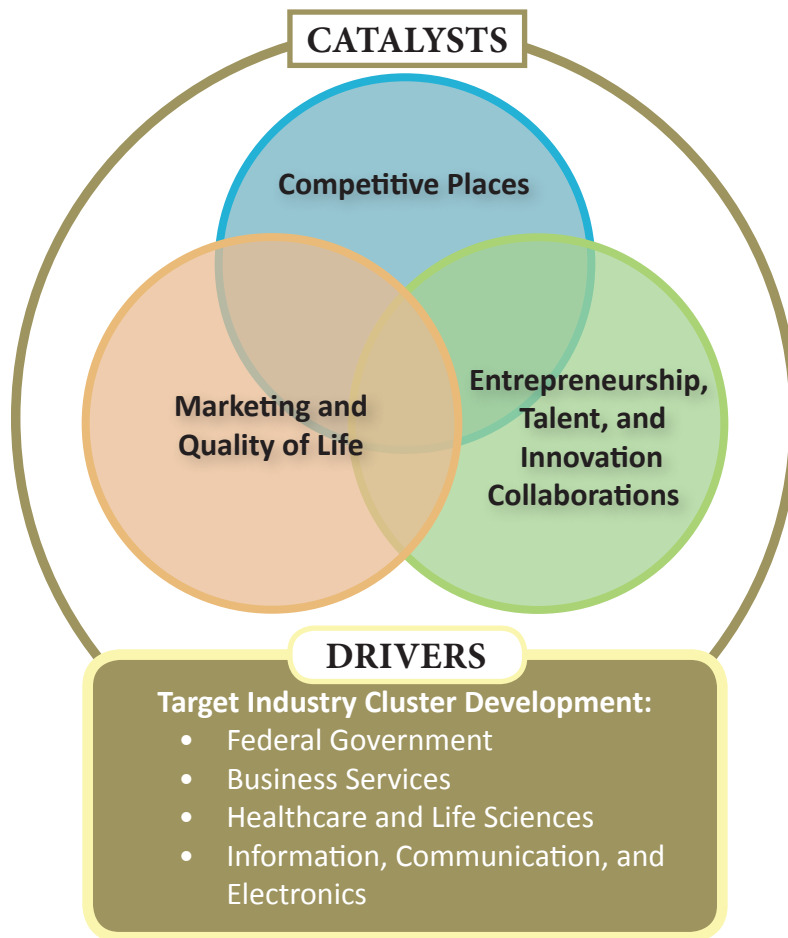 CATALYSTS
Competitive Places
Marketing and
Quality of Life
Entrepreneurship,
Talent, and
Innovation
Collaborations
DRIVERS
Target Industry Cluster Development:
• Federal Government
• Business Services
• Healthcare and Life Sciences
• Information, Communication, and
Electronics